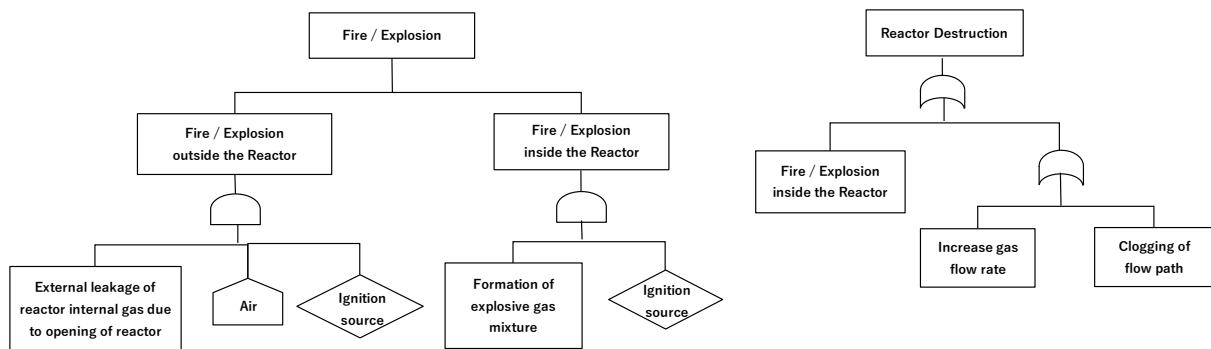 Fire / Explosion
Fire / Explosion
outside the Reactor
Fire / Explosion
inside the Reactor
External leakage of
reactor internal gas due
to opening of reactor
Air
Ignition
source
Formation of
explosive gas
mixture
Ignition
source
Reactor Destruction
Fire / Explosion
inside the Reactor
Increase gas
flow rate
Clogging of
flow path